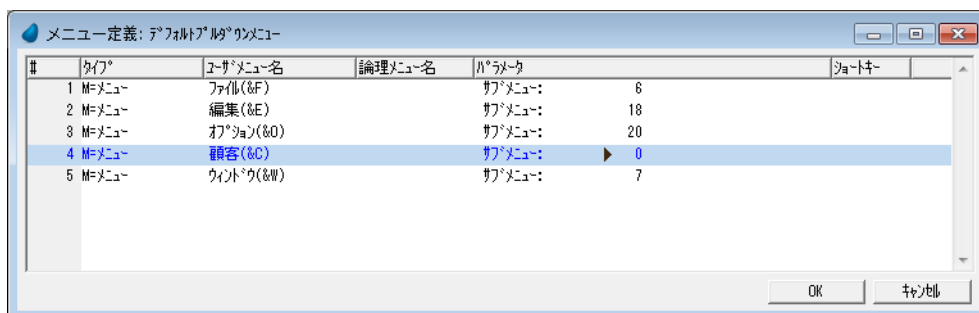 メニュー定義: ﾃﾞﾌｫﾙﾄﾌﾟﾙﾀﾞｳﾝﾒﾆｭｰ
# ﾀｲﾌﾟ ﾕｰｻﾞﾒﾆｭｰ名 論理ﾒﾆｭｰ名 ﾊﾟﾗﾒｰﾀ ｼｮｰﾄｷｰ
1 M=ﾒﾆｭｰ ﾌｧｲﾙ(&F) ｻﾌﾞﾒﾆｭｰ: 6
2 M=ﾒﾆｭｰ 編集(&E) ｻﾌﾞﾒﾆｭｰ: 18
3 M=ﾒﾆｭｰ ｵﾌﾟｼｮﾝ(&O) ｻﾌﾞﾒﾆｭｰ: 20
4 M=ﾒﾆｭｰ 顧客(&C) ｻﾌﾞﾒﾆｭｰ: 0
5 M=ﾒﾆｭｰ ｳｨﾝﾄﾞｳ(&W) ｻﾌﾞﾒﾆｭｰ: 7
OK ｷｬﾝｾﾙ